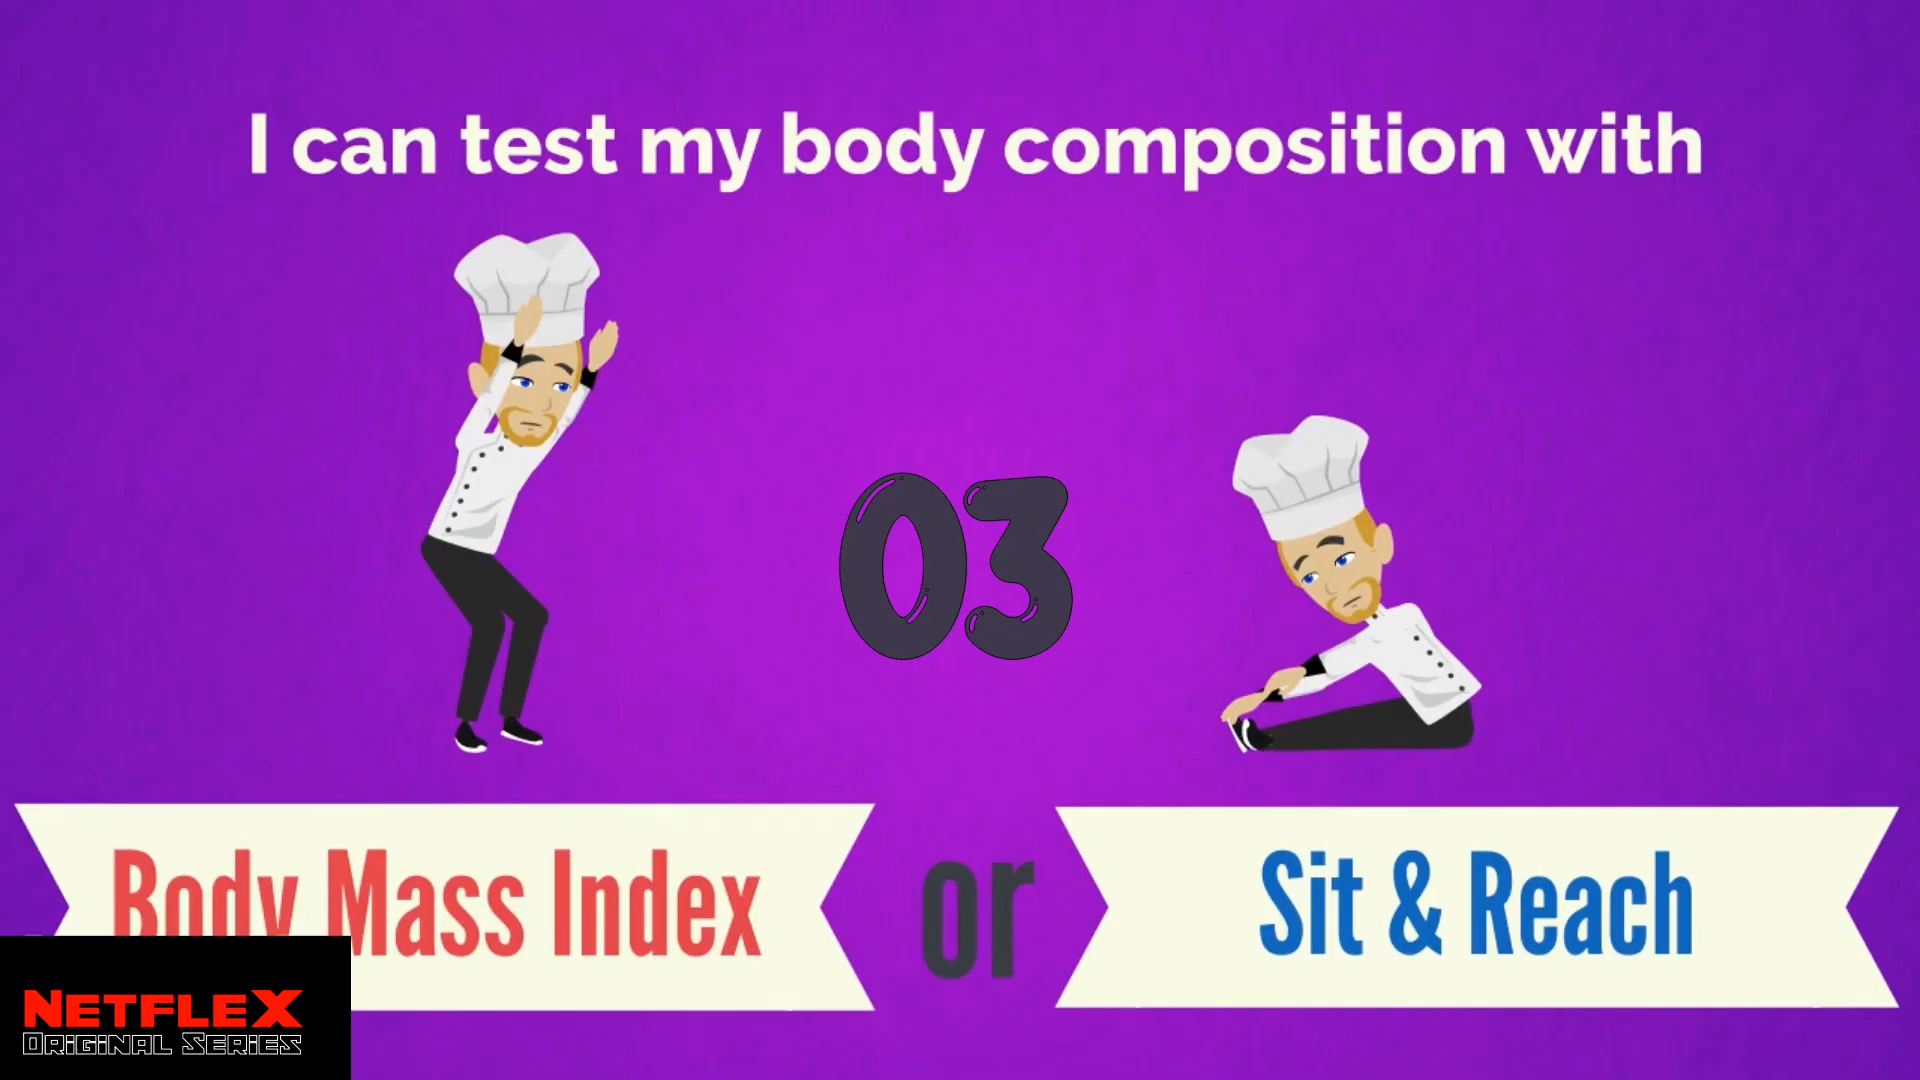 I can test my body composition with
03
Body Mass Index
or
Sit & Reach
NETFLEX
ORIGINAL SERIES